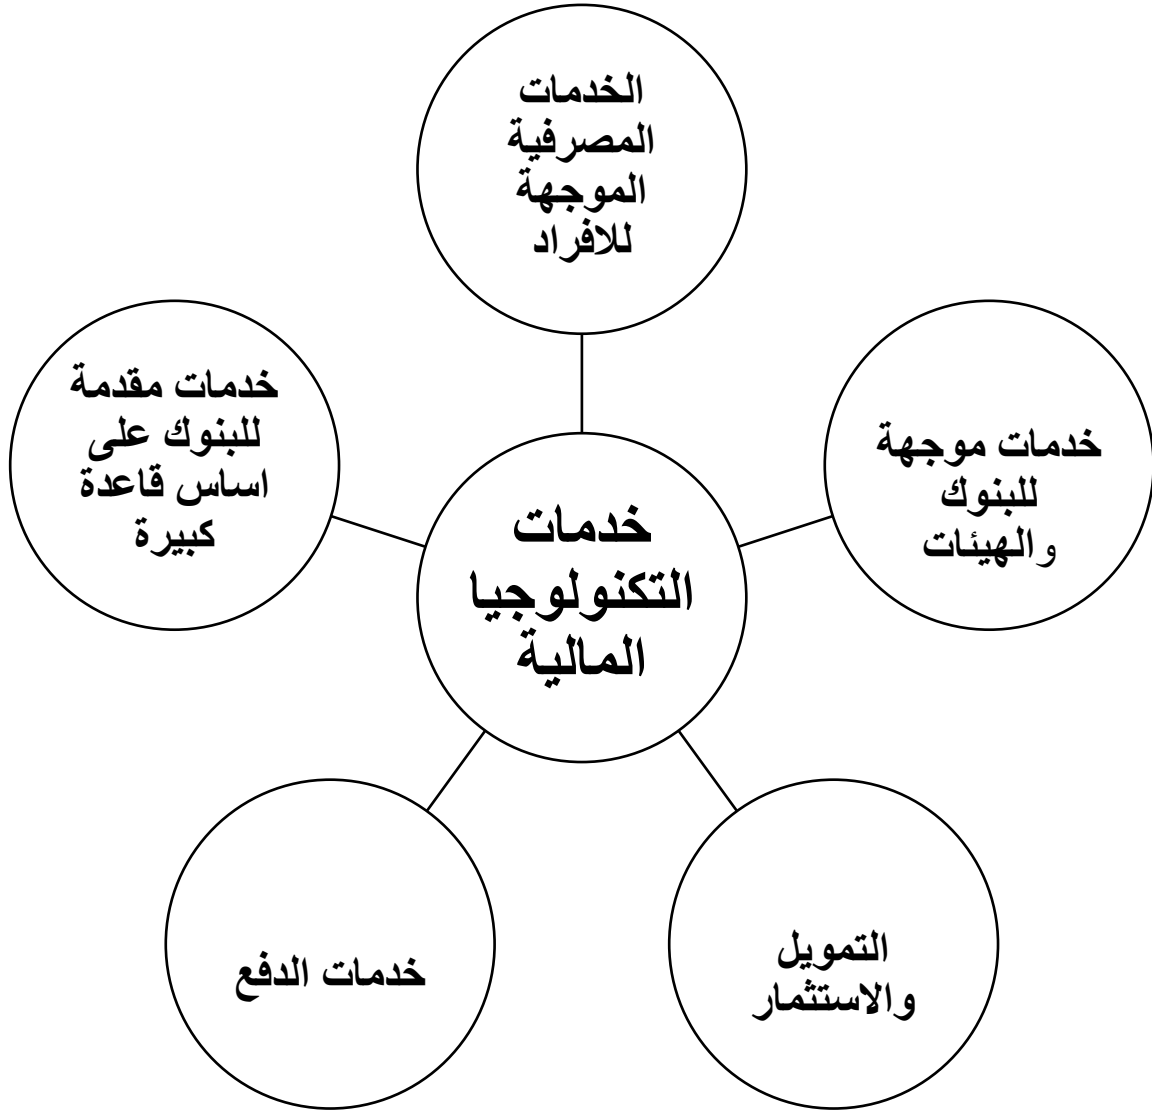 الخدمات
المصرفية
الموجهة
للافراد
خدمات موجهة
للبنوك
والهيئات
خدمات مقدمة
للبنوك على
اساس قاعدة
كبيرة
خدمات
التكنولوجيا
المالية
التمويل
والاستثمار
خدمات الدفع